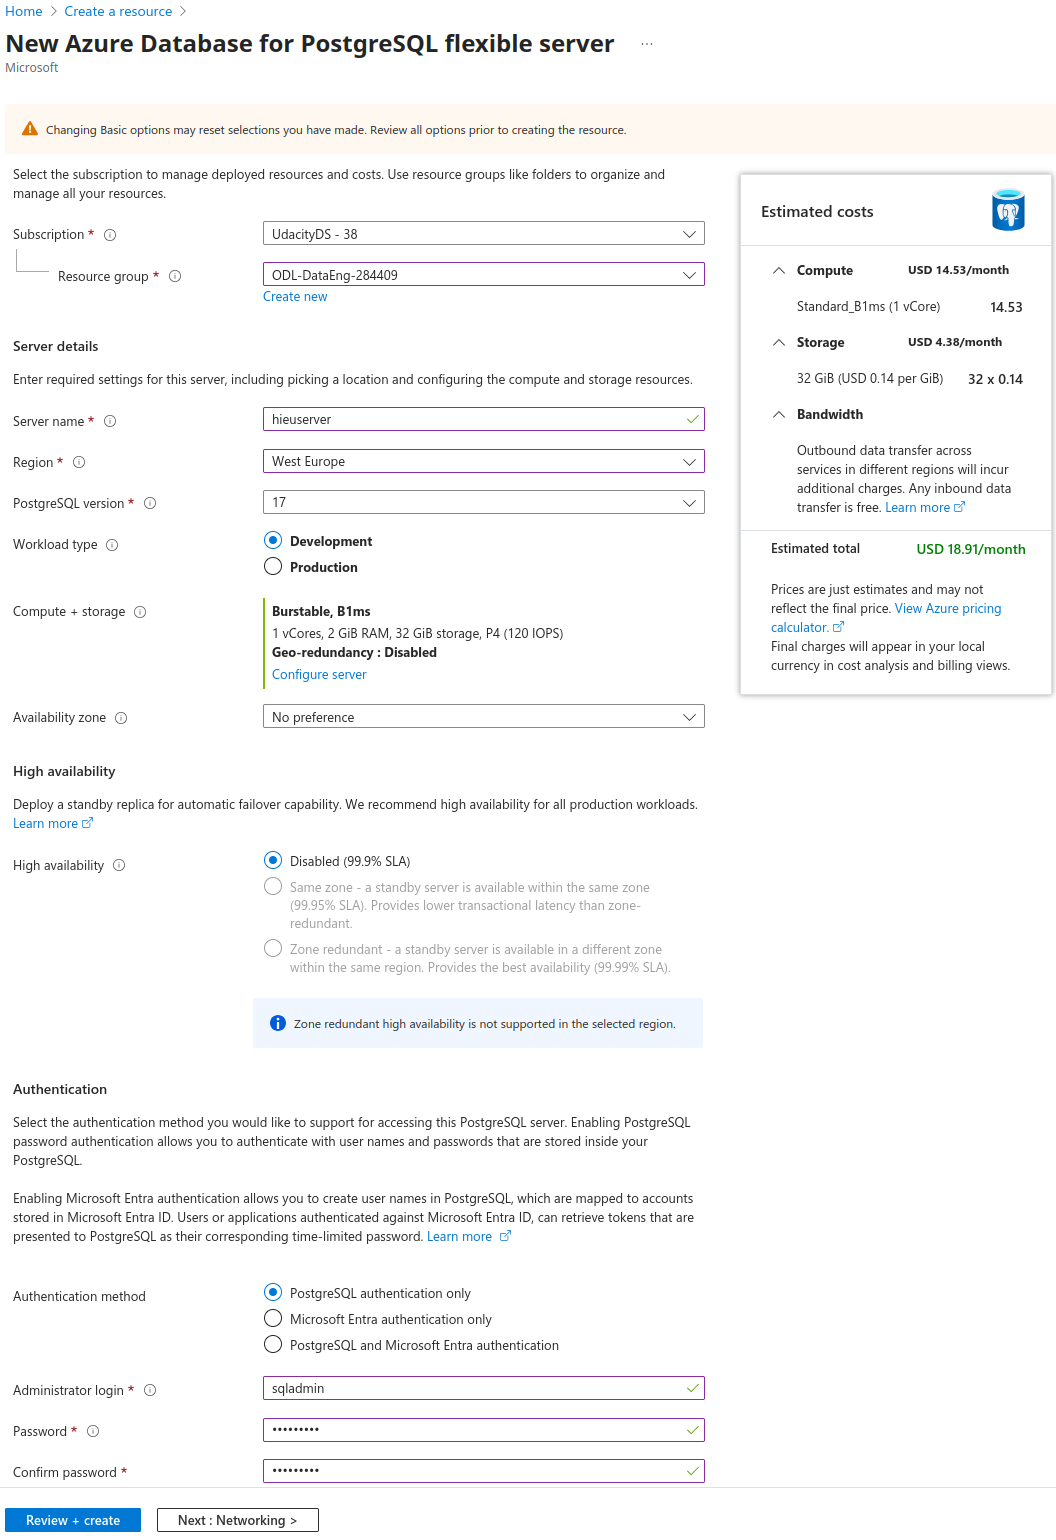 Home > Create a resource >
New Azure Database for PostgreSQL flexible server ...
Microsoft
Changing Basic options may reset selections you have made. Review all options prior to creating the resource.
Select the subscription to manage deployed resources and costs. Use resource groups like folders to organize and
manage all your resources.
Subscription * UdacityDS - 38
Resource group * ODL-DataEng-284409
Create new
Server details
Enter required settings for this server, including picking a location and configuring the compute and storage resources.
Server name * hieuserver
Region * West Europe
PostgreSQL version * 17
Workload type Development
Production
Compute + storage Burstable, B1ms
1 vCores, 2 GiB RAM, 32 GiB storage, P4 (120 IOPS)
Geo-redundancy : Disabled
Configure server
Availability zone No preference
High availability
Deploy a standby replica for automatic failover capability. We recommend high availability for all production workloads.
Learn more
High availability Disabled (99.9% SLA)
Same zone - a standby server is available within the same zone
(99.95% SLA). Provides lower transactional latency than zone-
redundant.
Zone redundant - a standby server is available in a different zone
within the same region. Provides the best availability (99.99% SLA).
Zone redundant high availability is not supported in the selected region.
Authentication
Select the authentication method you would like to support for accessing this PostgreSQL server. Enabling PostgreSQL
password authentication allows you to authenticate with user names and passwords that are stored inside your
PostgreSQL.
Enabling Microsoft Entra authentication allows you to create user names in PostgreSQL, which are mapped to accounts
stored in Microsoft Entra ID. Users or applications authenticated against Microsoft Entra ID, can retrieve tokens that are
presented to PostgreSQL as their corresponding time-limited password. Learn more
Authentication method PostgreSQL authentication only
Microsoft Entra authentication only
PostgreSQL and Microsoft Entra authentication
Administrator login * sqladmin
Password * •••••••••
Confirm password * •••••••••
Review + create Next : Networking >
Estimated costs
Compute USD 14.53/month
Standard_B1ms (1 vCore) 14.53
Storage USD 4.38/month
32 GiB (USD 0.14 per GiB) 32 x 0.14
Bandwidth
Outbound data transfer across
services in different regions will incur
additional charges. Any inbound data
transfer is free. Learn more
Estimated total USD 18.91/month
Prices are just estimates and may not
reflect the final price. View Azure pricing
calculator.
Final charges will appear in your local
currency in cost analysis and billing views.